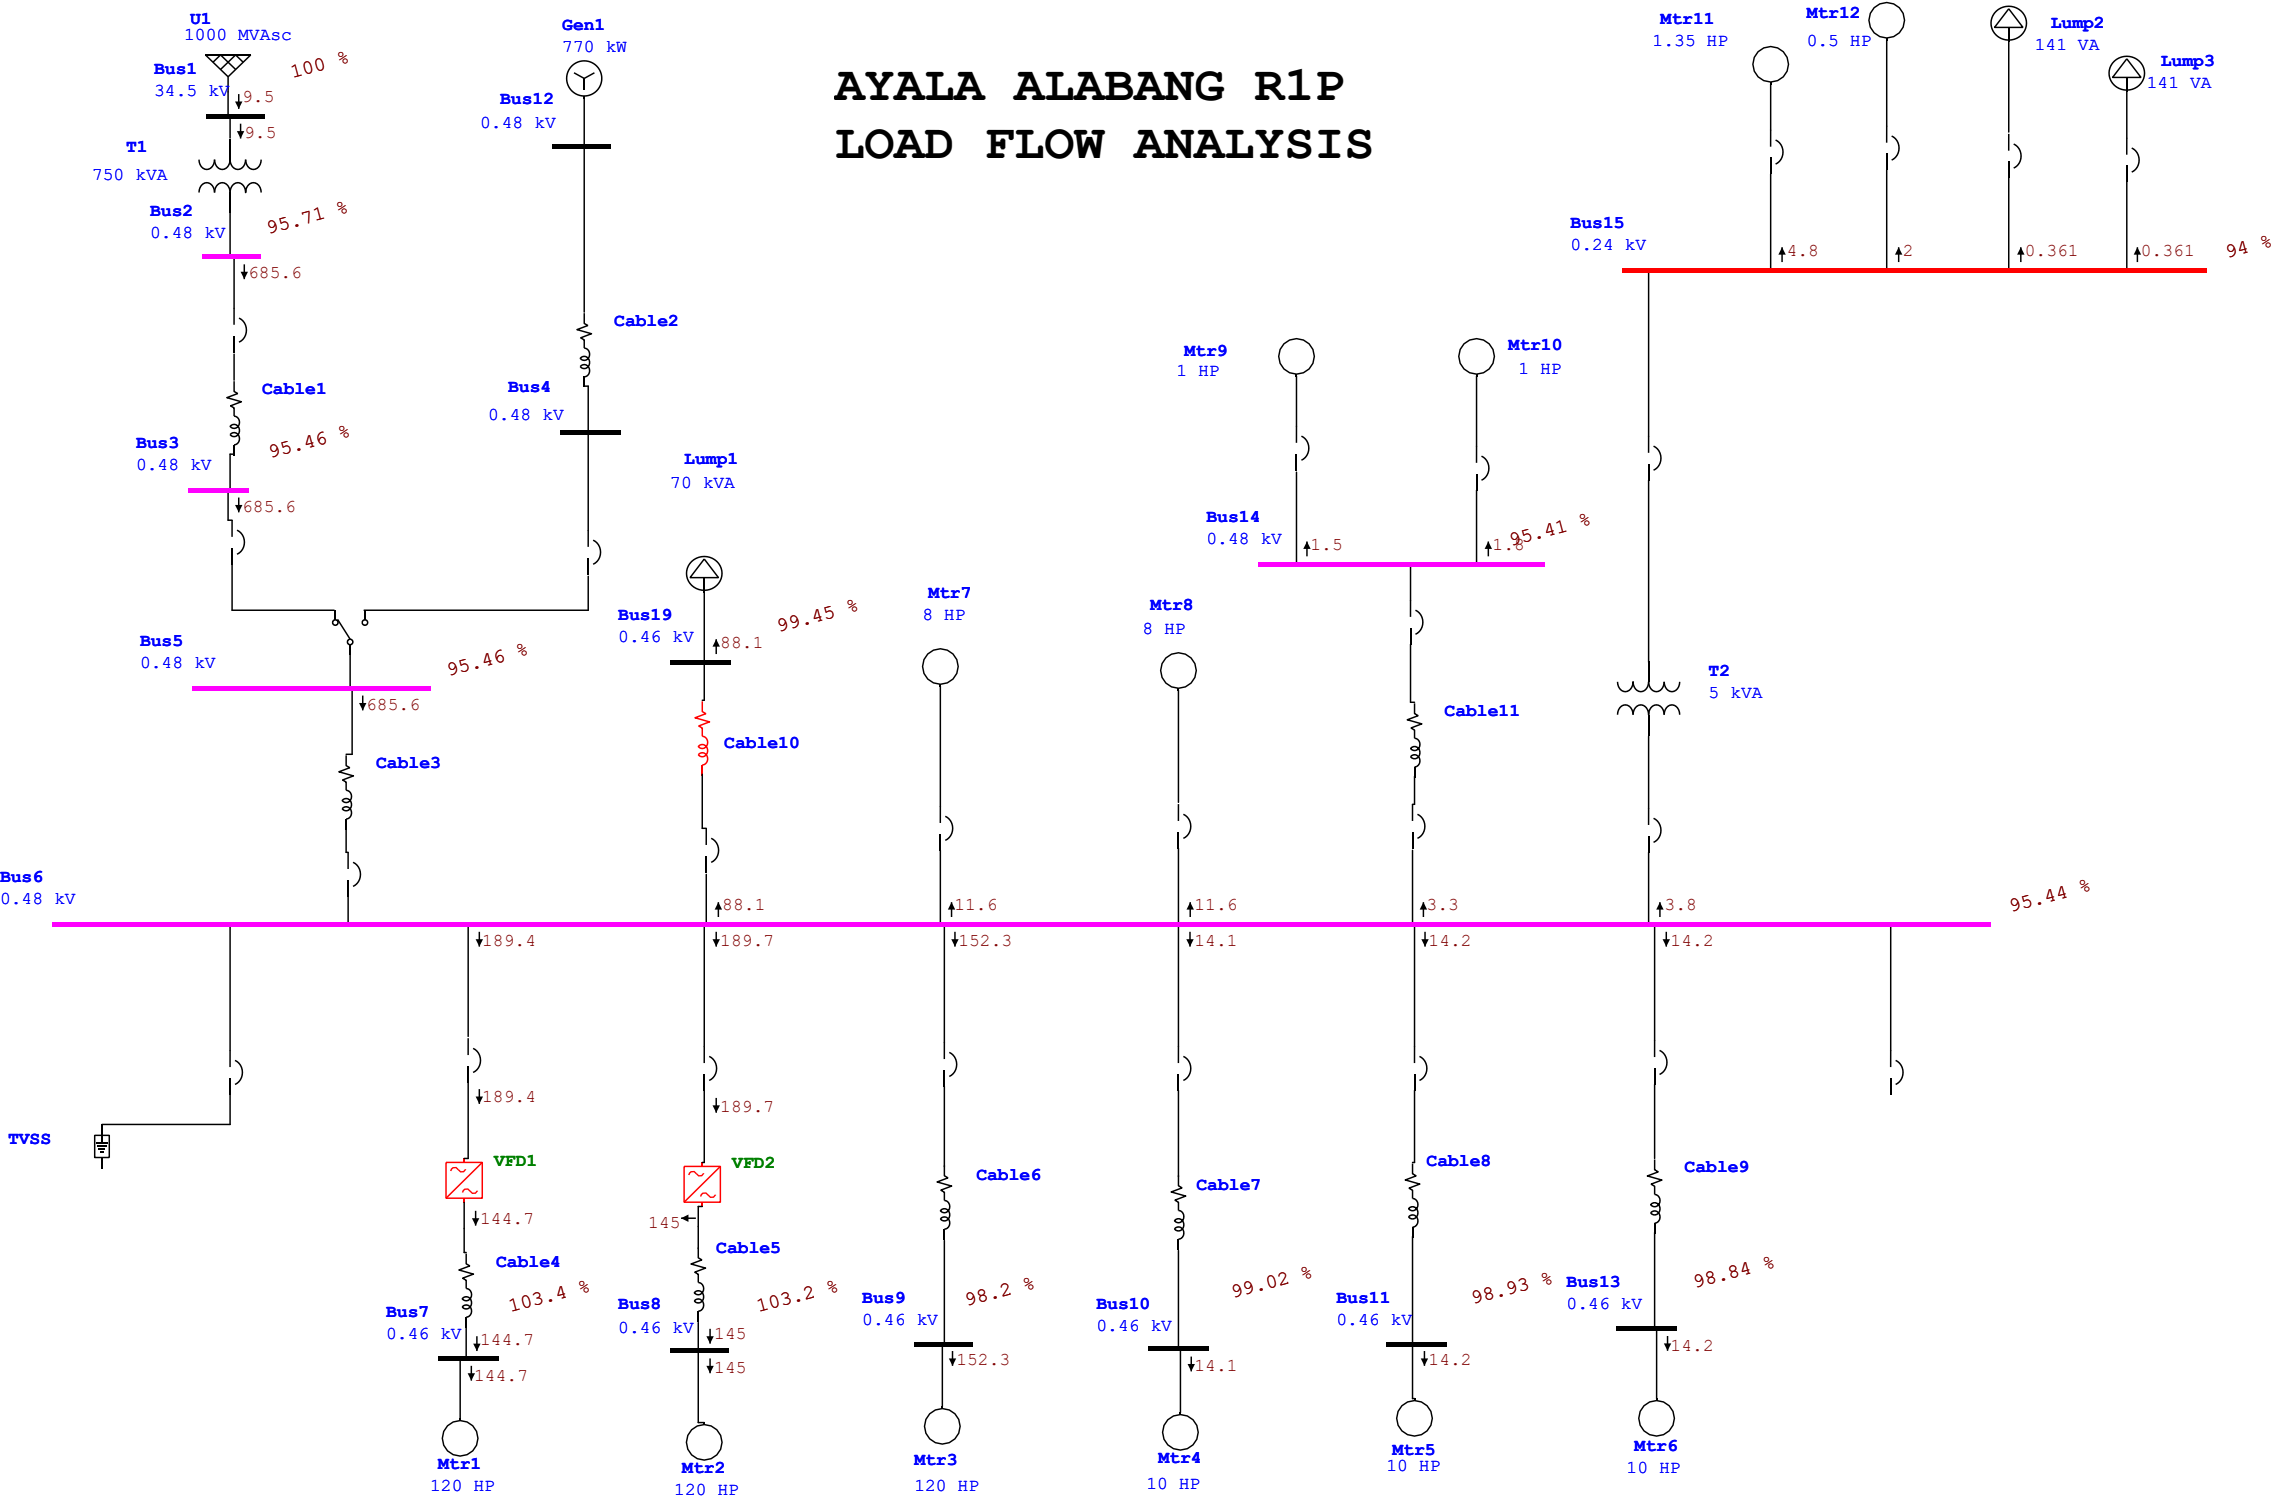 AYALA ALABANG R1P
LOAD FLOW ANALYSIS
U1
1000 MVAsc
Bus1
34.5 kV
100 %
9.5
9.5
T1
750 kVA
Bus2
0.48 kV
95.71 %
685.6
Cable1
Bus3
0.48 kV
95.46 %
685.6
Gen1
770 kW
Bus12
0.48 kV
Cable2
Bus4
0.48 kV
Bus5
0.48 kV
95.46 %
685.6
Cable3
Lump1
70 kVA
Bus19
0.46 kV
99.45 %
88.1
Cable10
88.1
Mtr7
8 HP
11.6
Mtr8
8 HP
11.6
Mtr9
1 HP
Mtr10
1 HP
Bus14
0.48 kV
1.5
1.8
95.41 %
Cable11
3.3
Mtr11
1.35 HP
Mtr12
0.5 HP
Lump2
141 VA
Lump3
141 VA
Bus15
0.24 kV
4.8
2
0.361
0.361
94 %
T2
5 kVA
3.8
Bus6
0.48 kV
95.44 %
189.4
189.7
152.3
14.1
14.2
14.2
TVSS
189.4
VFD1
144.7
Cable4
103.4 %
Bus7
0.46 kV
144.7
144.7
Mtr1
120 HP
189.7
VFD2
145
Cable5
103.2 %
Bus8
0.46 kV
145
145
Mtr2
120 HP
Cable6
98.2 %
Bus9
0.46 kV
152.3
Mtr3
120 HP
Cable7
99.02 %
Bus10
0.46 kV
14.1
Mtr4
10 HP
Cable8
98.93 %
Bus11
0.46 kV
14.2
Mtr5
10 HP
Cable9
98.84 %
Bus13
0.46 kV
14.2
Mtr6
10 HP